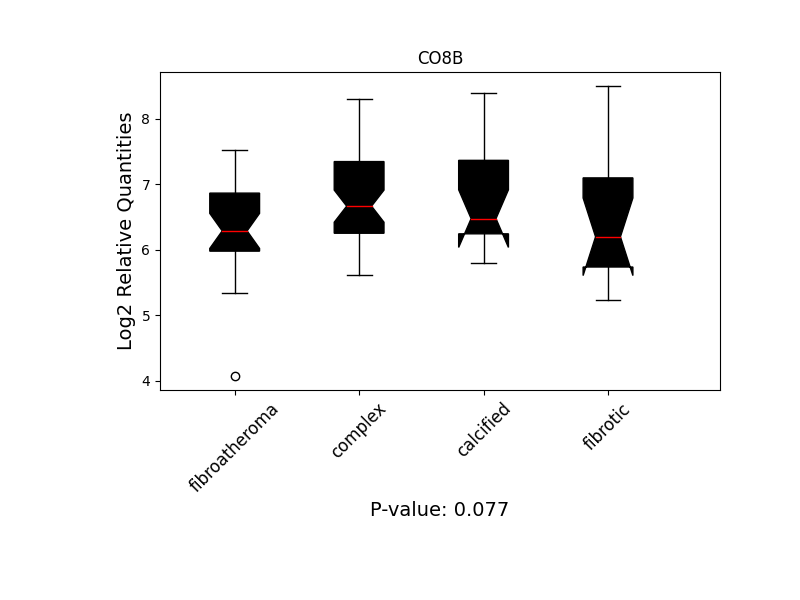 CO8B
Log2 Relative Quantities
8
7
6
5
4
fibroatheroma
complex
calcified
fibrotic
P-value: 0.077